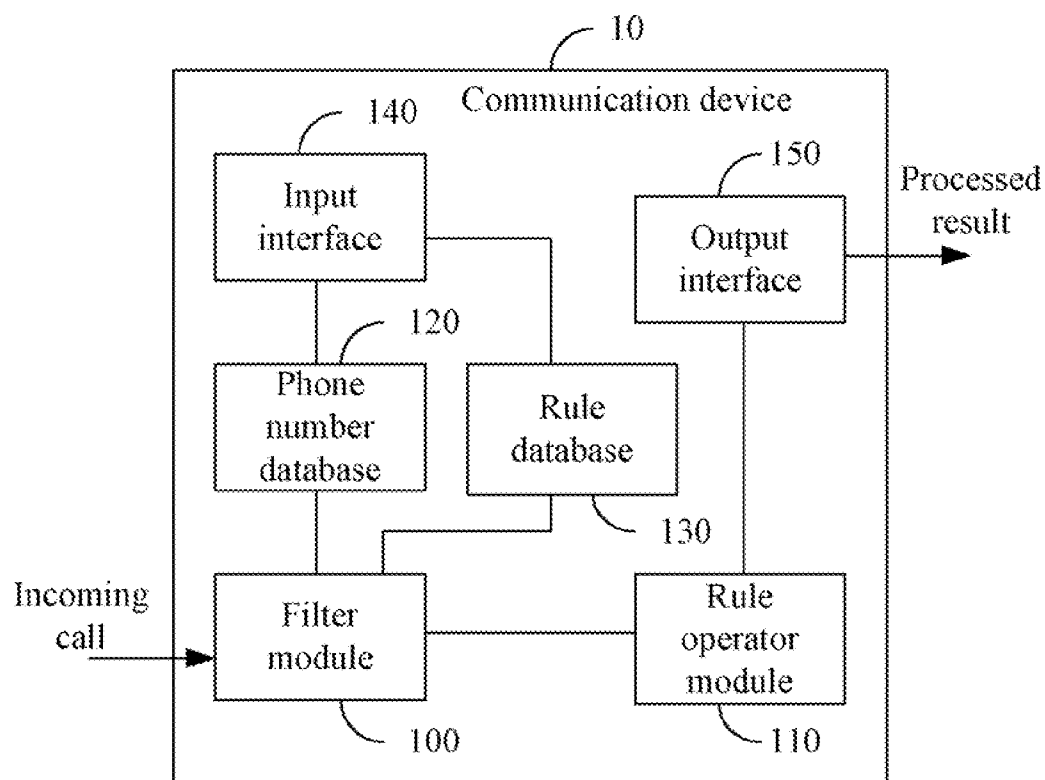 10
Communication device
140
Input
interface
150
Output
interface
Processed
result
120
Phone
number
database
Rule
database
130
Incoming
call
Filter
module
100
Rule
operator
module
110